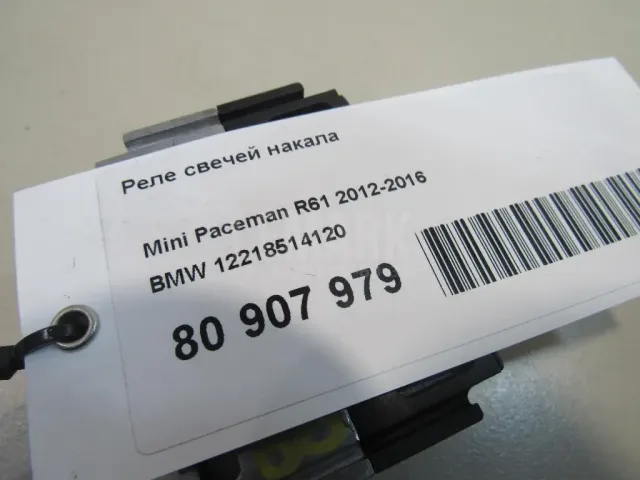 Реле свечей накала
Mini Paceman R61 2012-2016
BMW 12218514120
80 907 979